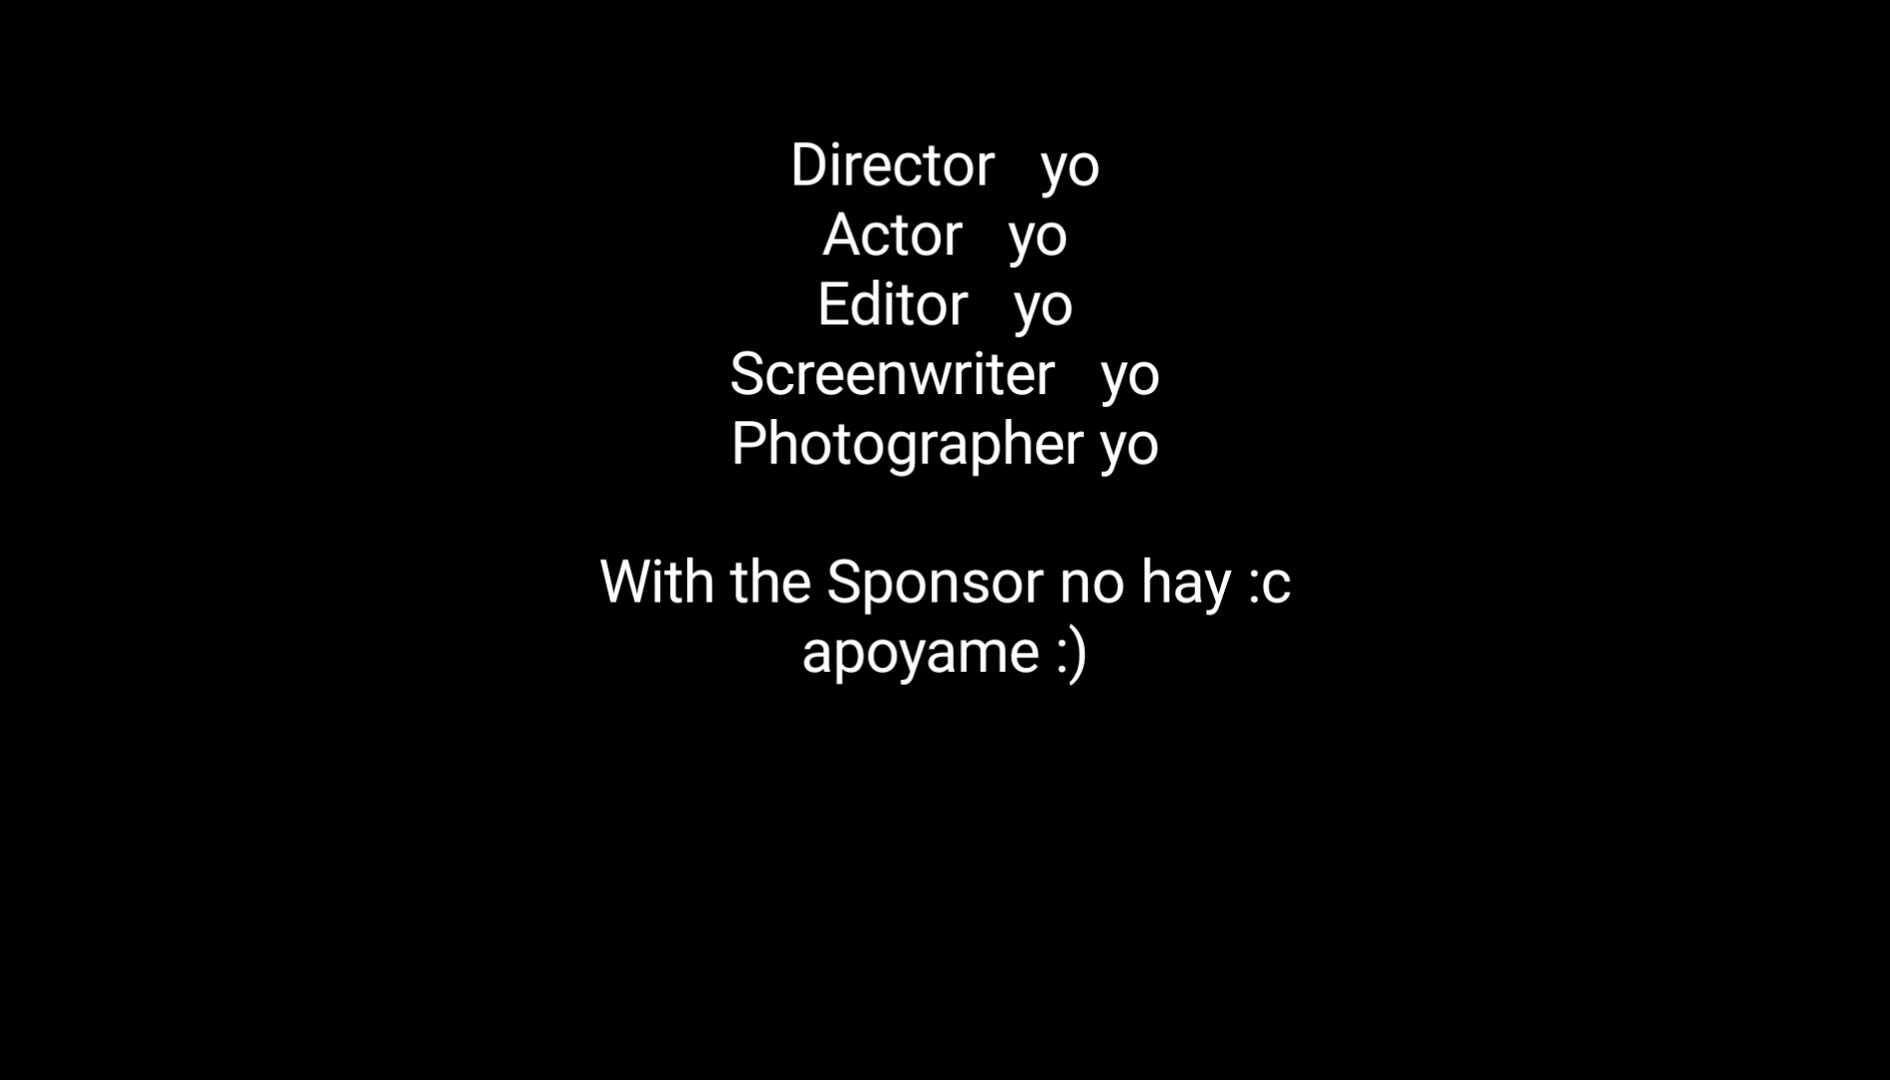 Director yo
Actor yo
Editor yo
Screenwriter yo
Photographer yo
With the Sponsor no hay :c
apoyame :)